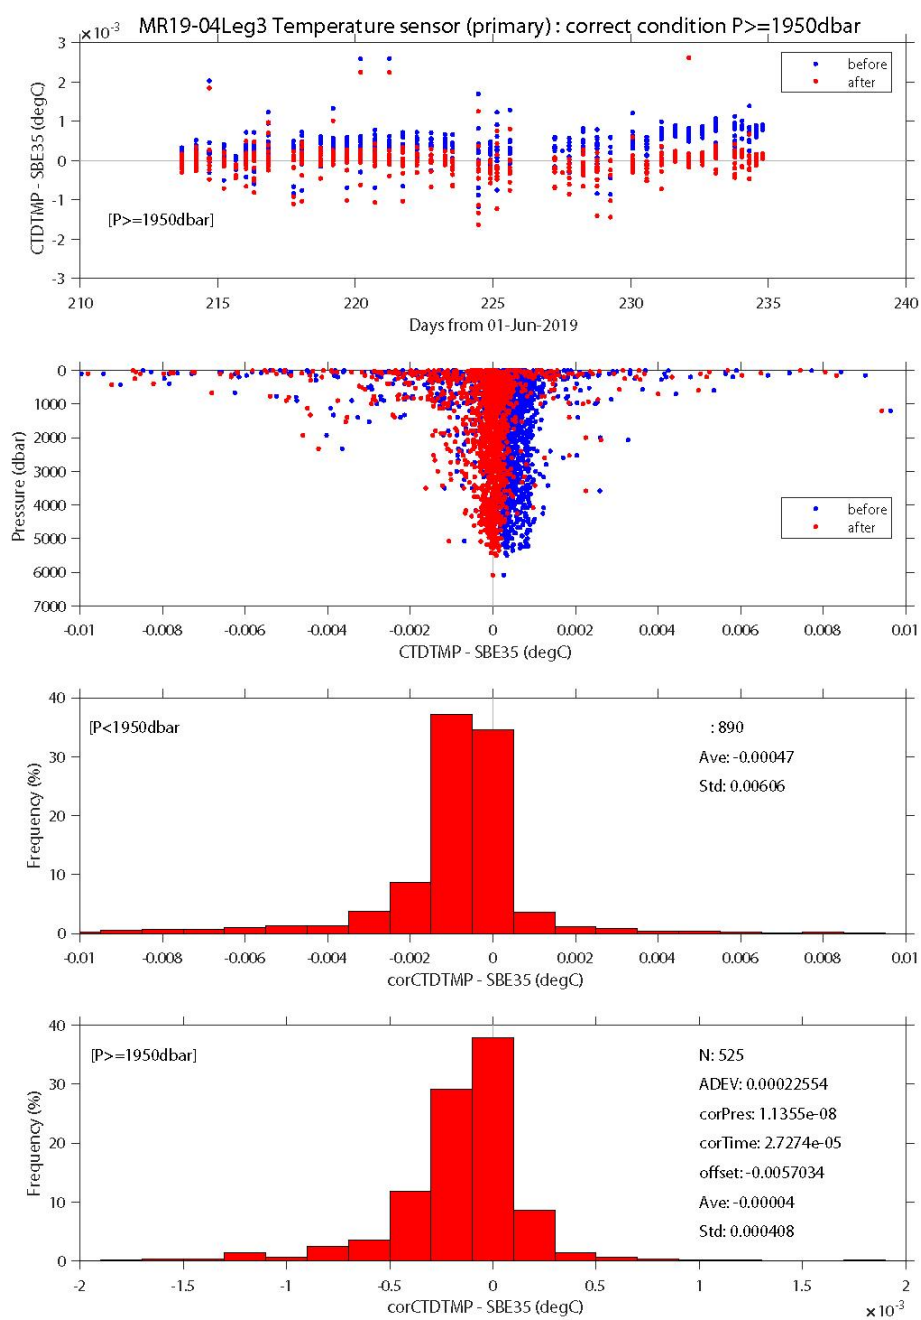 MR19-04Leg3 Temperature sensor (primary) : correct condition P>=1950dbar
×10-3
3
2
1
0
-1
-2
-3
CTDTMP - SBE35 (degC)
before
after
[P>=1950dbar]
210 215 220 225 230 235 240
Days from 01-Jun-2019
0
1000
2000
3000
4000
5000
6000
7000
Pressure (dbar)
before
after
-0.01 -0.008 -0.006 -0.004 -0.002 0 0.002 0.004 0.006 0.008 0.01
CTDTMP - SBE35 (degC)
40
30
20
10
0
Frequency (%)
[P<1950dbar : 890
Ave: -0.00047
Std: 0.00606
-0.01 -0.008 -0.006 -0.004 -0.002 0 0.002 0.004 0.006 0.008 0.01
corCTDTMP - SBE35 (degC)
40
30
20
10
0
Frequency (%)
[P>=1950dbar] N: 525
ADEV: 0.00022554
corPres: 1.1355e-08
corTime: 2.7274e-05
offset: -0.0057034
Ave: -0.00004
Std: 0.000408
-2 -1.5 -1 -0.5 0 0.5 1 1.5 2
corCTDTMP - SBE35 (degC)
×10-3